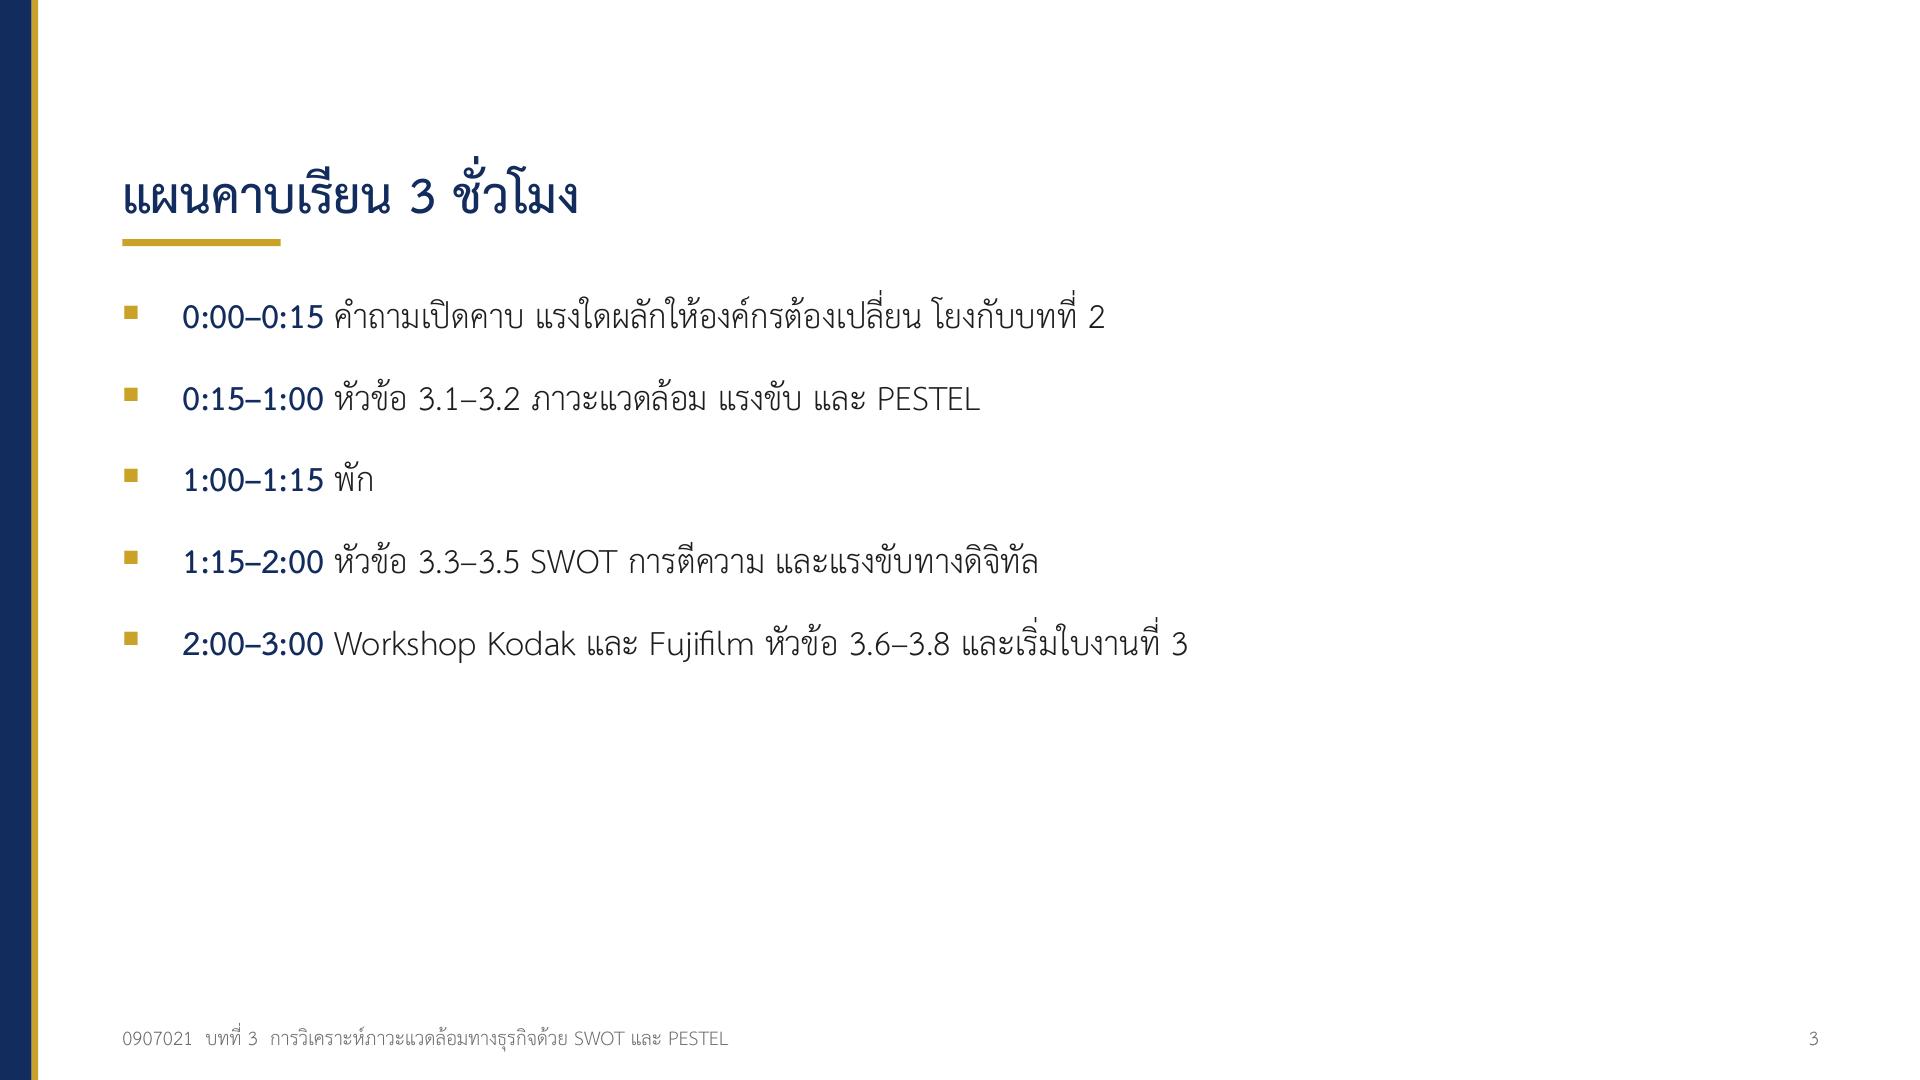 แผนคาบเรียน 3 ชั่วโมง
0:00–0:15 คำถามเปิดคาบ แรงใดผลักให้องค์กรต้องเปลี่ยน โยงกับบทที่ 2
0:15–1:00 หัวข้อ 3.1–3.2 ภาวะแวดล้อม แรงขับ และ PESTEL
1:00–1:15 พัก
1:15–2:00 หัวข้อ 3.3–3.5 SWOT การตีความ และแรงขับทางดิจิทัล
2:00–3:00 Workshop Kodak และ Fujifilm หัวข้อ 3.6–3.8 และเริ่มใบงานที่ 3
0907021 บทที่ 3 การวิเคราะห์ภาวะแวดล้อมทางธุรกิจด้วย SWOT และ PESTEL
3